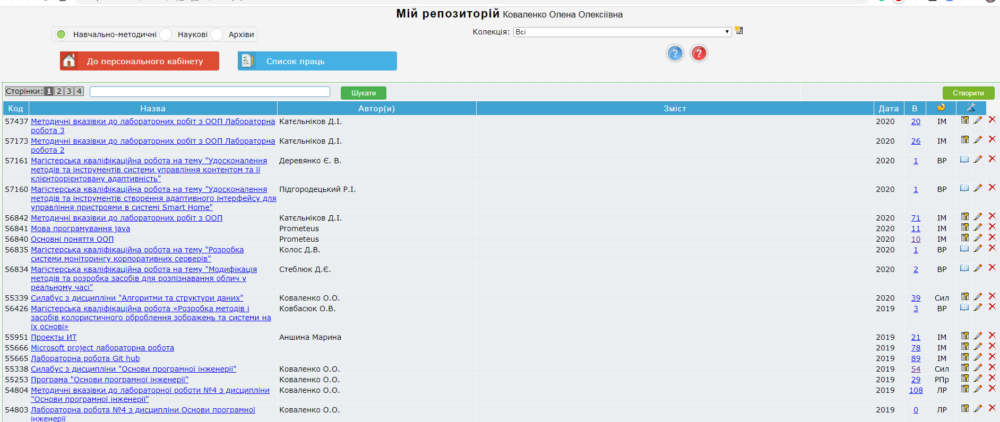 Мій репозиторій Коваленко Олена Олексіївна
Навчально-методичні Наукові Архіви
Колекція: Всі
До персонального кабінету Список праць
Сторінки: 1 2 3 4 Шукати Створити
Код Назва Автор(и) Зміст Дата В
57437 Методичні вказівки до лабораторних робіт з ООП Лабораторна Катєльніков Д.І. 2020 20 ІМ
робота 3
57173 Методичні вказівки до лабораторних робіт з ООП Лабораторна Катєльніков Д.І. 2020 26 ІМ
робота 2
57161 Магістерська кваліфікаційна робота на тему "Удосконалення Деревянко Є. В. 2020 1 ВР
методів та інструментів системи управління контентом та її
клієнтоорієнтовану адаптивність"
57160 Магістерська кваліфікаційна робота на тему "Удосконалення Підгородецький Р.І. 2020 1 ВР
методів та інструментів створення адаптивного інтерфейсу для
управління пристроями в системі Smart Home"
56842 Методичні вказівки до лабораторних робіт з ООП Катєльніков Д.І. 2020 71 ІМ
56841 Мова програмування java Prometeus 2020 11 ІМ
56840 Основні поняття ООП Prometeus 2020 10 ІМ
56835 Магістерська кваліфікаційна робота на тему "Розробка Колос Д.В. 2020 1 ВР
системи моніторингу корпоративних серверів"
56834 Магістерська кваліфікаційна робота на тему "Модифікація Стеблюк Д.Є. 2020 2 ВР
методів та розробка засобів для розпізнавання облич у
реальному часі"
55339 Силабус з дисципліни "Алгоритми та структури даних" Коваленко О.О. 2020 39 Сил
56426 Магістерська кваліфікаційна робота «Розробка методів і Ковбасюк О.В. 2019 3 ВР
засобів колористичного оброблення зображень та системи на
їх основі»
55951 Проекты ИТ Аншина Марина 2019 21 ІМ
55666 Microsoft project лабораторна робота 2019 78 ІМ
55665 Лабораторна робота Git hub 2019 89 ІМ
55338 Силабус з дисципліни "Основи програмної інженерії" Коваленко О.О. 2019 54 Сил
55253 Програма "Основи програмної інженерії" Коваленко О.О. 2019 29 РПр
54804 Методичні вказівки до лабораторної роботи №4 з дисципліни Коваленко О.О. 2019 108 ЛР
"Основи програмної інженерії"
54803 Лабораторна робота №4 з дисципліни Основи програмної Коваленко О.О. 2019 0 ЛР
інженерії